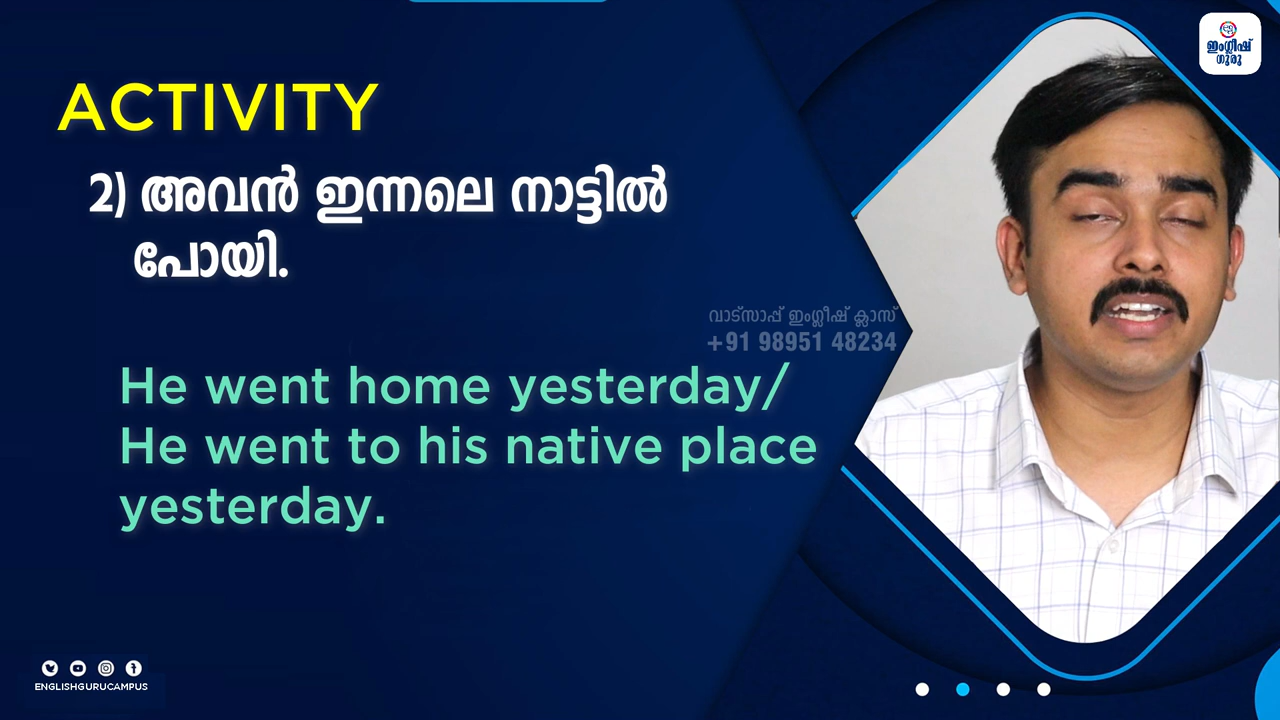 ഇംഗ്ലീഷ്
ഗുരു
ACTIVITY
2) അവൻ ഇന്നലെ നാട്ടിൽ
പോയി.
വാട്സാപ്പ് ഇംഗ്ലീഷ് ക്ലാസ്
+91 98951 48234
He went home yesterday/
He went to his native place
yesterday.
ENGLISHGURUCAMPUS